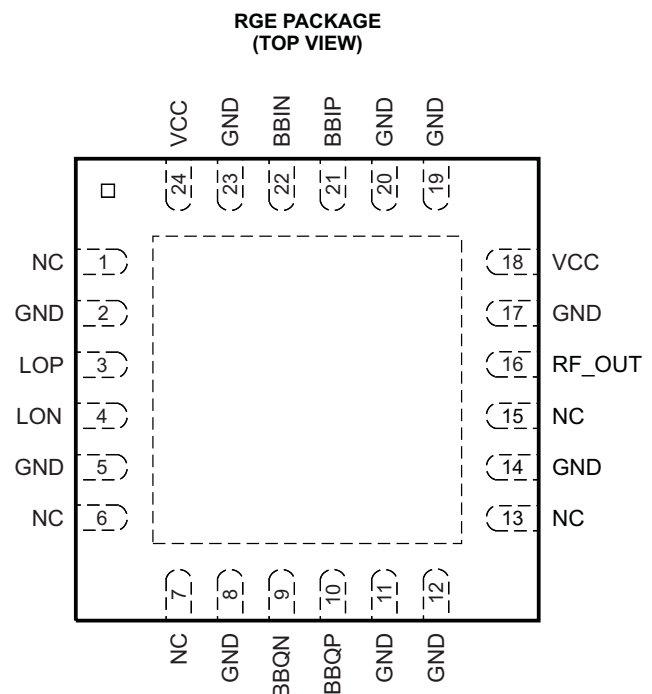 RGE PACKAGE
(TOP VIEW)
VCC
GND
BBIN
BBIP
GND
GND
24
23
22
21
20
19
NC 1
GND 2
LOP 3
LON 4
GND 5
NC 6
18 VCC
17 GND
16 RF_OUT
15 NC
14 GND
13 NC
7
8
9
10
11
12
NC
GND
BBQN
BBQP
GND
GND